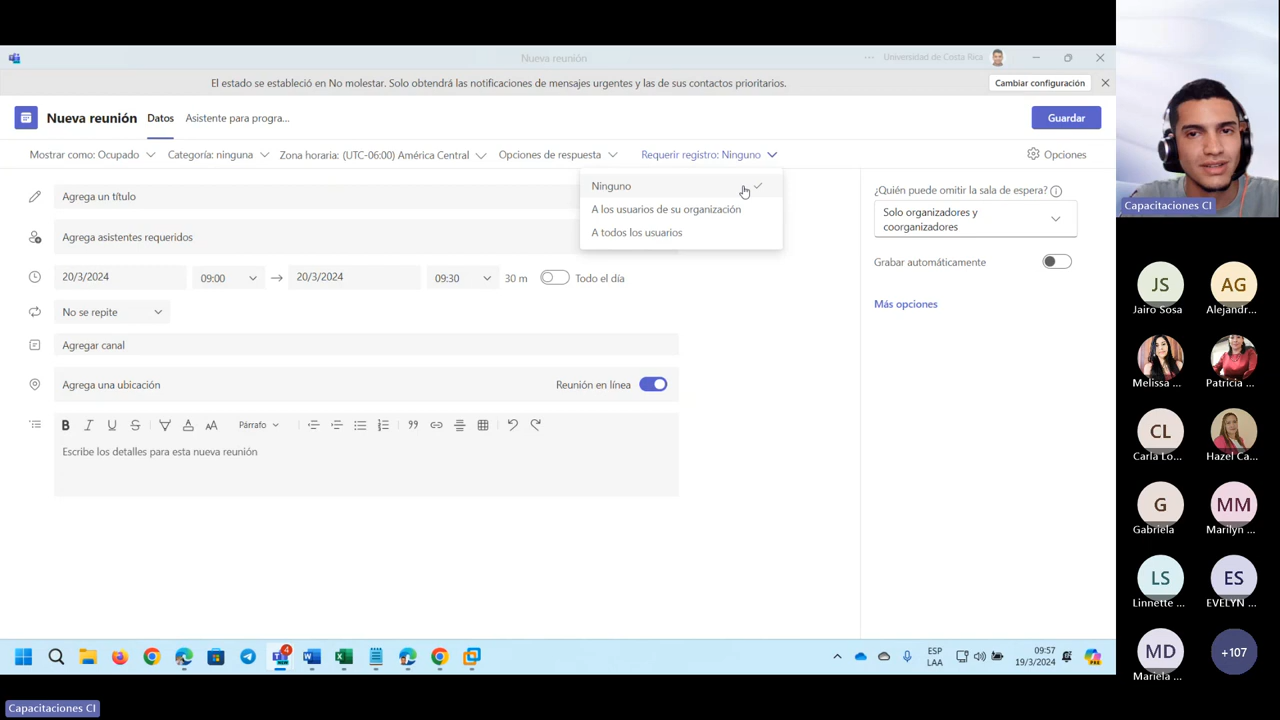 Nueva reunión
Universidad de Costa Rica
El estado se estableció en No molestar. Solo obtendrá las notificaciones de mensajes urgentes y las de sus contactos prioritarios.
Cambiar configuración
Nueva reunión
Datos
Asistente para progra...
Guardar
Mostrar como: Ocupado
Categoría: ninguna
Zona horaria: (UTC-06:00) América Central
Opciones de respuesta
Requerir registro: Ninguno
Opciones
Ninguno
A los usuarios de su organización
A todos los usuarios
Agrega un título
Agrega asistentes requeridos
20/3/2024
09:00
20/3/2024
09:30
30 m
Todo el día
No se repite
Agregar canal
Agrega una ubicación
Reunión en línea
B I U S
Párrafo
Escribe los detalles para esta nueva reunión
¿Quién puede omitir la sala de espera?
Solo organizadores y
coorganizadores
Grabar automáticamente
Más opciones
Capacitaciones CI
JS
Jairo Sosa
AG
Alejandr...
Melissa ...
Patricia ...
CL
Carla Lo...
Hazel Ca...
G
Gabriela
MM
Marilyn ...
LS
Linnette ...
ES
EVELYN ...
MD
Mariela ...
+107
4
ESP
LAA
09:57
19/3/2024
Capacitaciones CI